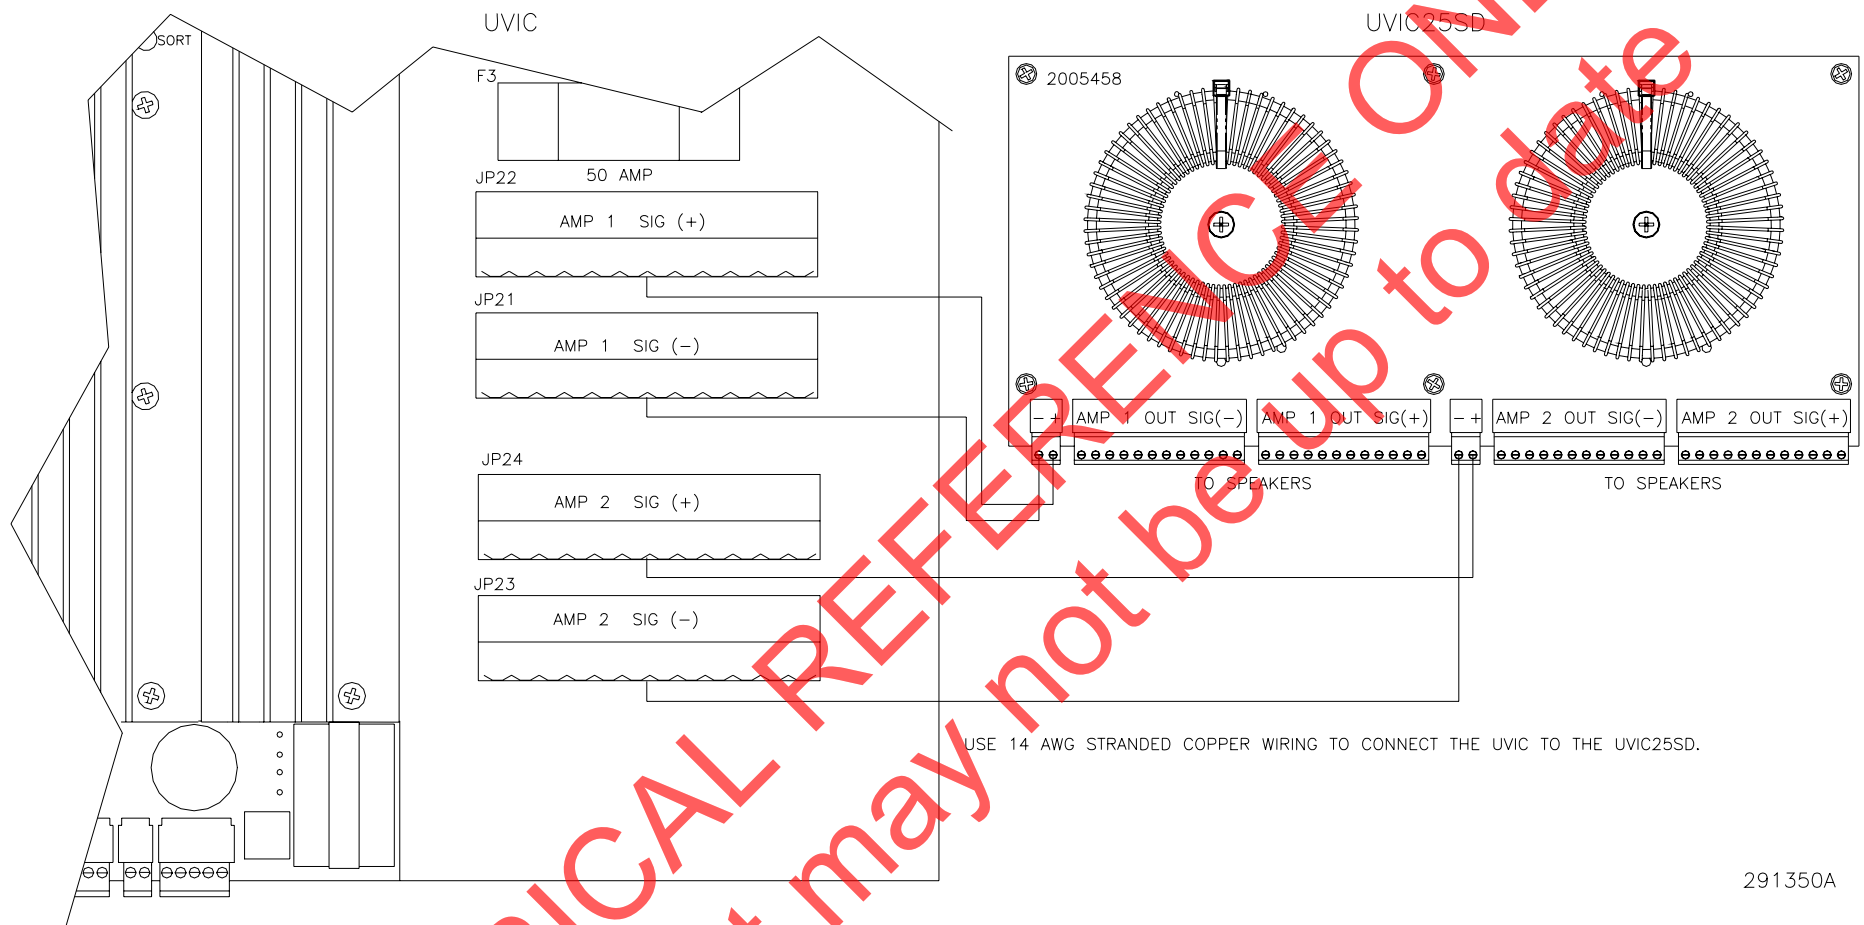 UVIC
UVIC25SD
SORT
F3
2005458
50 AMP
JP22
AMP 1 SIG (+)
JP21
AMP 1 SIG (-)
- +
AMP 1 OUT SIG(-)
AMP 1 OUT SIG(+)
- +
AMP 2 OUT SIG(-)
AMP 2 OUT SIG(+)
TO SPEAKERS
TO SPEAKERS
JP24
AMP 2 SIG (+)
JP23
AMP 2 SIG (-)
USE 14 AWG STRANDED COPPER WIRING TO CONNECT THE UVIC TO THE UVIC25SD.
291350A
REFERENCE
may not be up to date